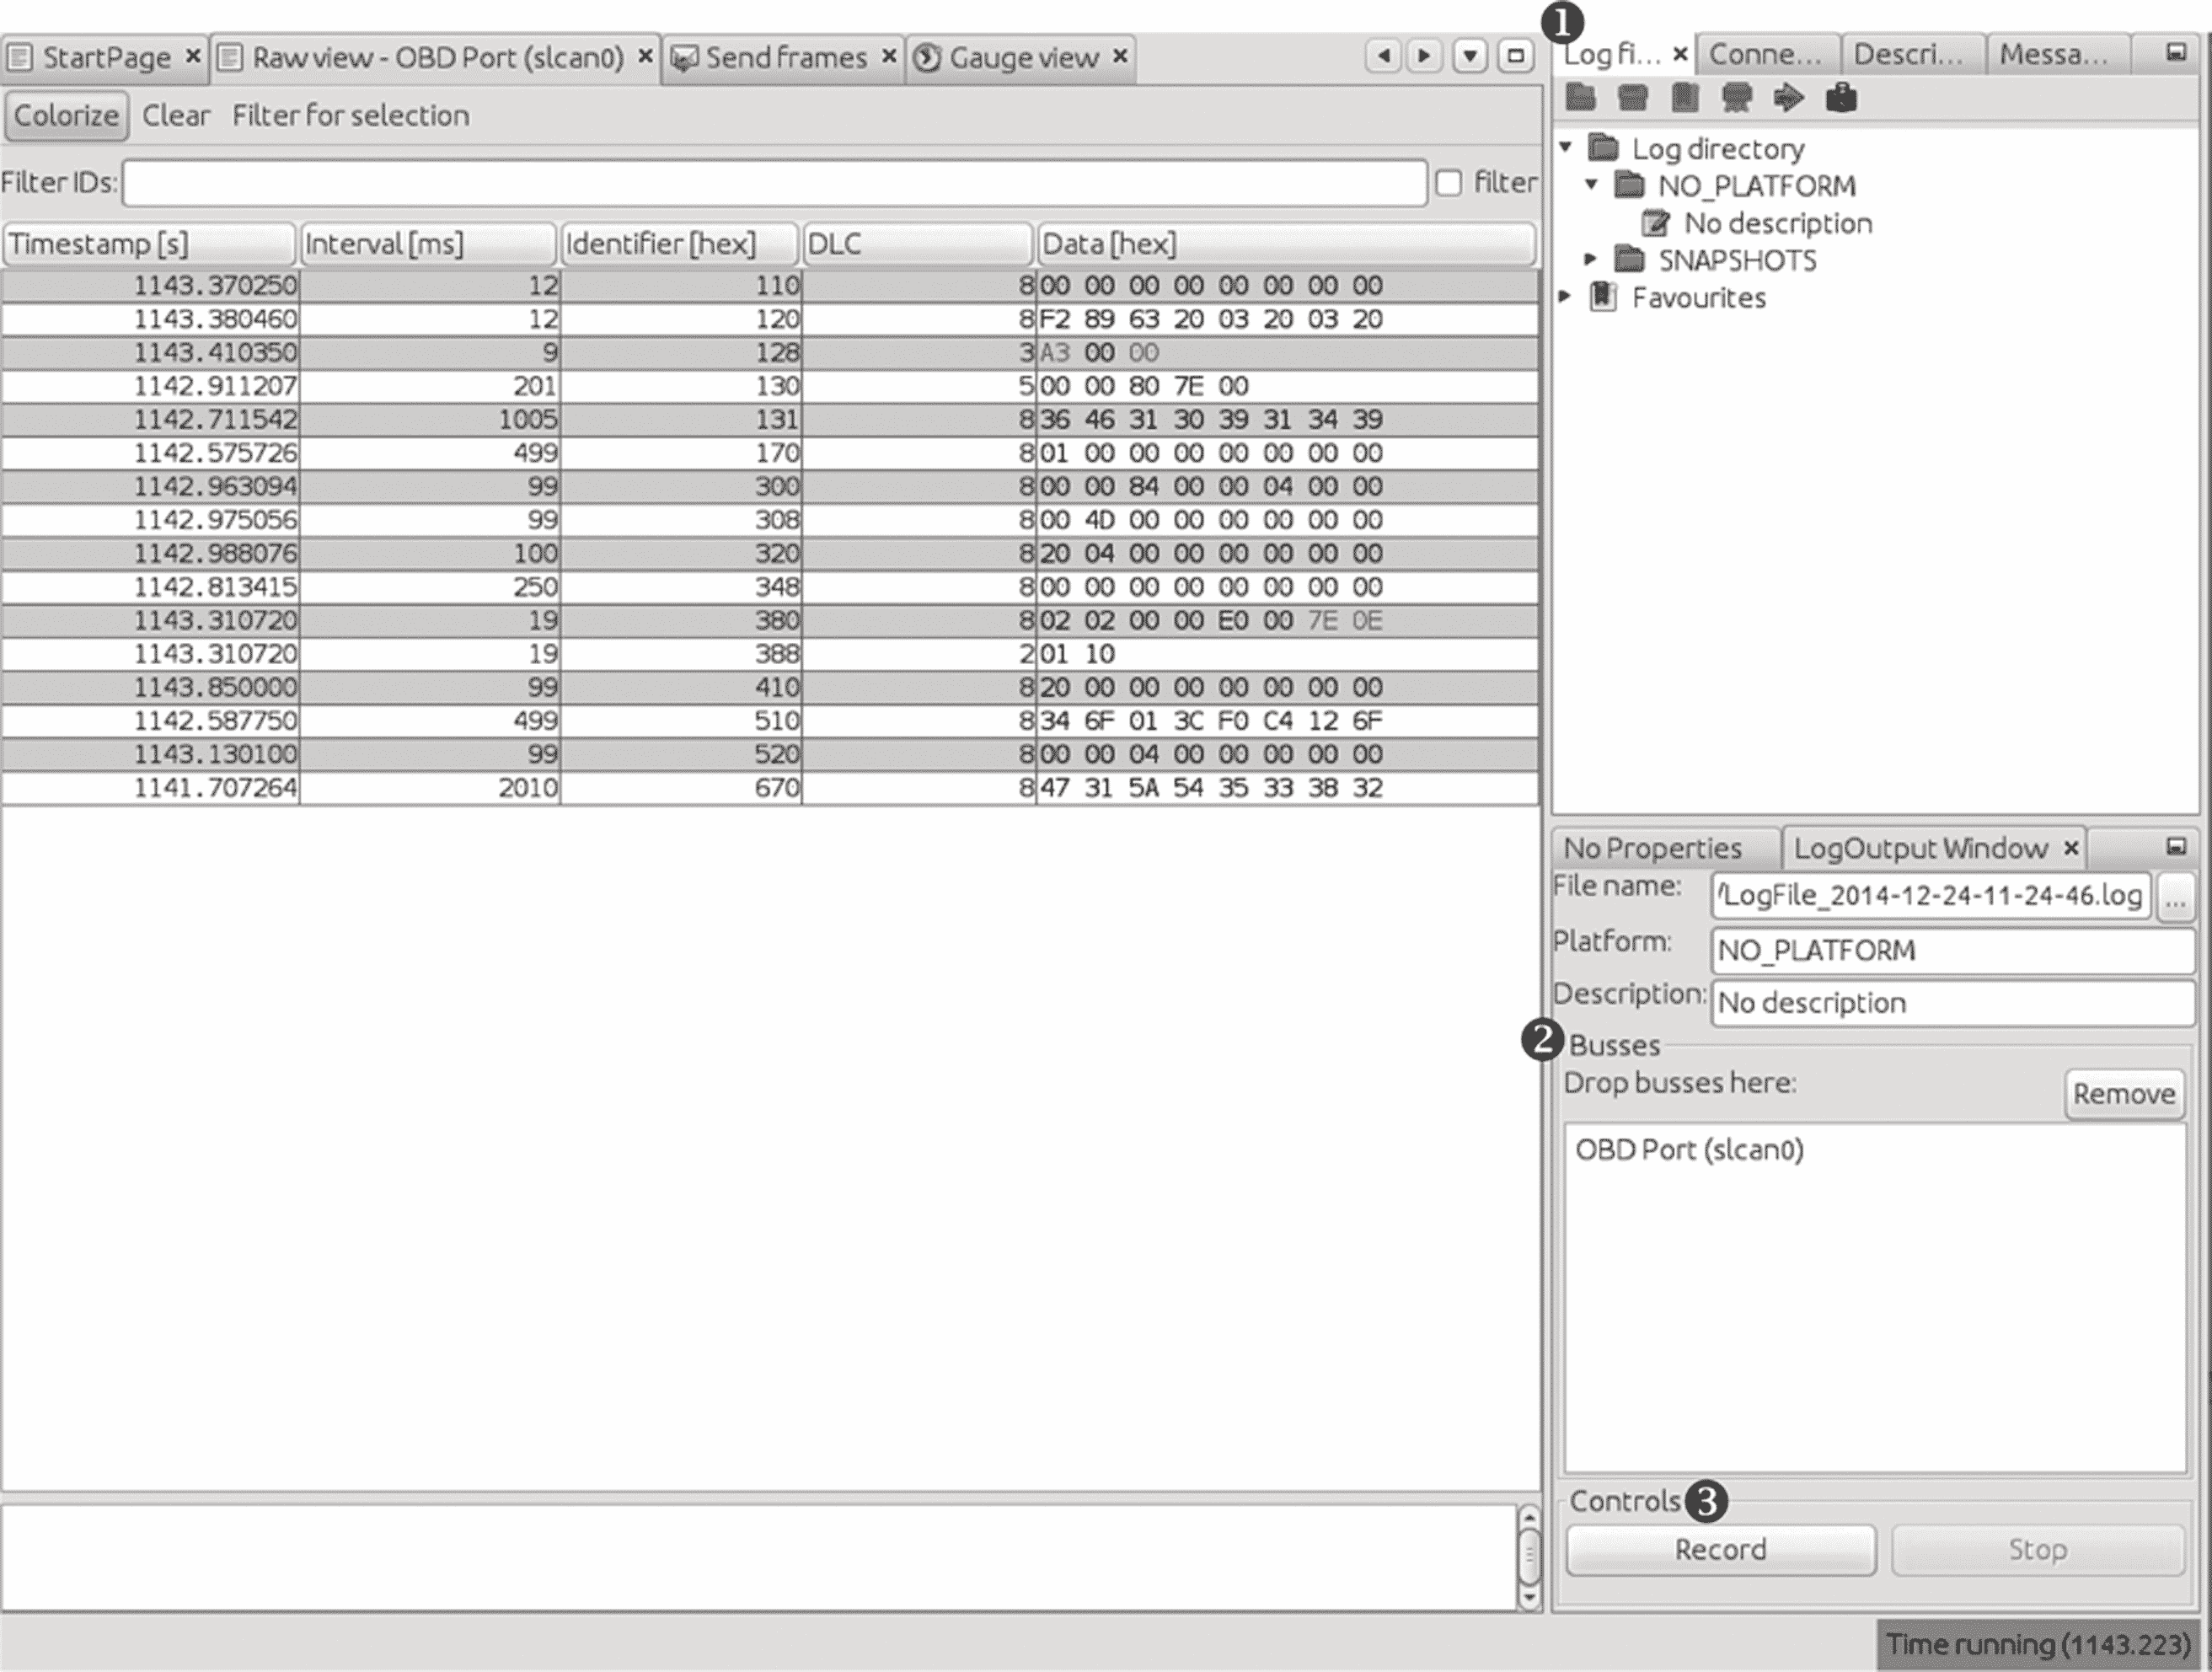 ❶
StartPage × Raw view - OBD Port (slcan0) × Send frames × Gauge view ×
Colorize Clear Filter for selection
Filter IDs: filter
Timestamp [s] Interval [ms] Identifier [hex] DLC Data [hex]
1143.370250 12 110 8 00 00 00 00 00 00 00 00
1143.380460 12 120 8 F2 89 63 20 03 20 03 20
1143.410350 9 128 3 A3 00 00
1142.911207 201 130 5 00 00 80 7E 00
1142.711542 1005 131 8 36 46 31 30 39 31 34 39
1142.575726 499 170 8 01 00 00 00 00 00 00 00
1142.963094 99 300 8 00 00 84 00 00 04 00 00
1142.975056 99 308 8 00 4D 00 00 00 00 00 00
1142.988076 100 320 8 20 04 00 00 00 00 00 00
1142.813415 250 348 8 00 00 00 00 00 00 00 00
1143.310720 19 380 8 02 02 00 00 E0 00 7E 0E
1143.310720 19 388 2 01 10
1143.850000 99 410 8 20 00 00 00 00 00 00 00
1142.587750 499 510 8 34 6F 01 3C F0 C4 12 6F
1143.130100 99 520 8 00 00 04 00 00 00 00 00
1141.707264 2010 670 8 47 31 5A 54 35 33 38 32
Log fi... × Conne... Descri... Messa...
Log directory
NO_PLATFORM
No description
SNAPSHOTS
Favourites
No Properties LogOutput Window ×
File name: /LogFile_2014-12-24-11-24-46.log ...
Platform: NO_PLATFORM
Description: No description
❷ Busses
Drop busses here: Remove
OBD Port (slcan0)
Controls ❸
Record Stop
Time running (1143.223)